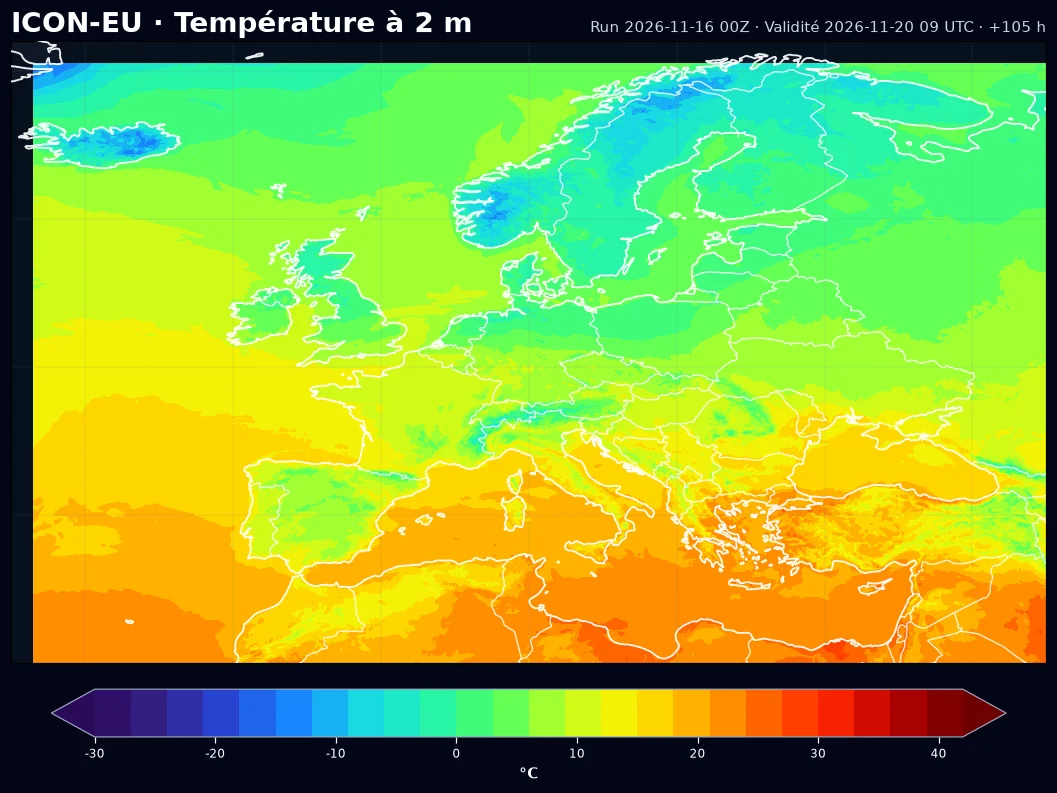 ICON-EU · Température à 2 m
Run 2026-11-16 00Z · Validité 2026-11-20 09 UTC · +105 h
-30 -20 -10 0 10 20 30 40
°C